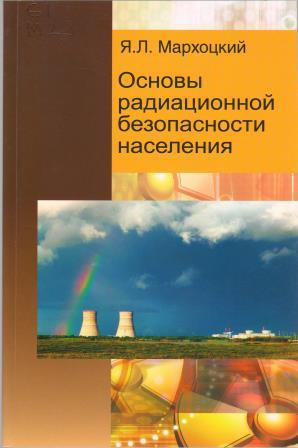 Я.Л. Мархоцкий
Основы
радиационной
безопасности
населения